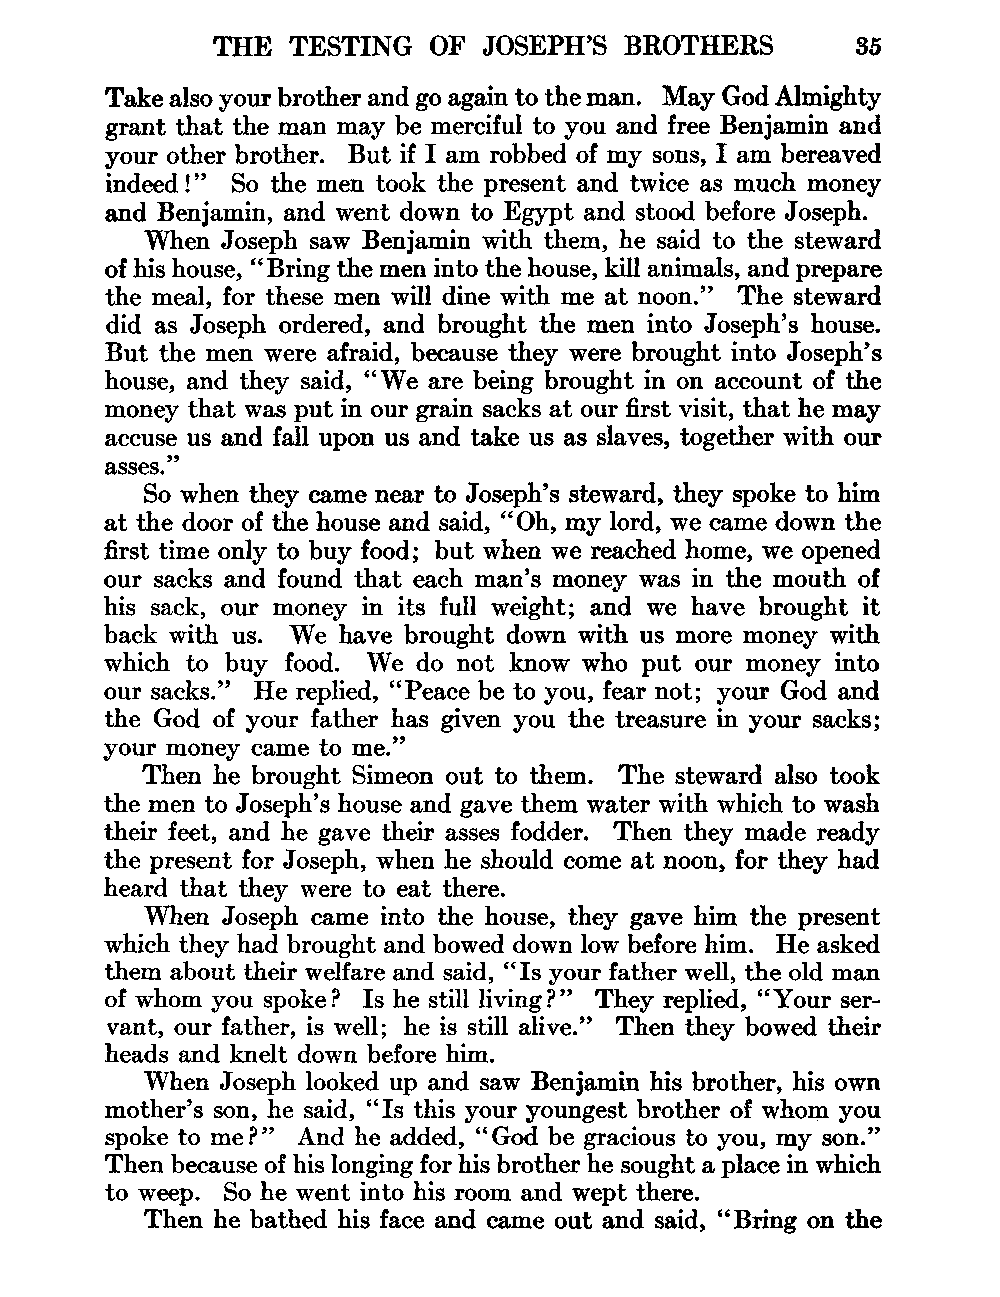 THE TESTING OF JOSEPH'S BROTHERS 35
Take also your brother and go again to the man. May God Almighty
grant that the man may be merciful to you and free Benjamin and
your other brother. But if I am robbed of my sons, I am bereaved
indeed!" So the men took the present and twice as much money
and Benjamin, and went down to Egypt and stood before Joseph.
When Joseph saw Benjamin with them, he said to the steward
of his house, "Bring the men into the house, kill animals, and prepare
the meal, for these men will dine with me at noon." The steward
did as Joseph ordered, and brought the men into Joseph's house.
But the men were afraid, because they were brought into Joseph's
house, and they said, "We are being brought in on account of the
money that was put in our grain sacks at our first visit, that he may
accuse us and fall upon us and take us as slaves, together with our
asses."
So when they came near to Joseph's steward, they spoke to him
at the door of the house and said, "Oh, my lord, we came down the
first time only to buy food; but when we reached home, we opened
our sacks and found that each man's money was in the mouth of
his sack, our money in its full weight; and we have brought it
back with us. We have brought down with us more money with
which to buy food. We do not know who put our money into
our sacks." He replied, "Peace be to you, fear not; your God and
the God of your father has given you the treasure in your sacks;
your money came to me."
Then he brought Simeon out to them. The steward also took
the men to Joseph's house and gave them water with which to wash
their feet, and he gave their asses fodder. Then they made ready
the present for Joseph, when he should come at noon, for they had
heard that they were to eat there.
When Joseph came into the house, they gave him the present
which they had brought and bowed down low before him. He asked
them about their welfare and said, "Is your father well, the old man
of whom you spoke? Is he still living?" They replied, "Your ser-
vant, our father, is well; he is still alive." Then they bowed their
heads and knelt down before him.
When Joseph looked up and saw Benjamin his brother, his own
mother's son, he said, "Is this your youngest brother of whom you
spoke to me?" And he added, "God be gracious to you, my son."
Then because of his longing for his brother he sought a place in which
to weep. So he went into his room and wept there.
Then he bathed his face and came out and said, "Bring on the